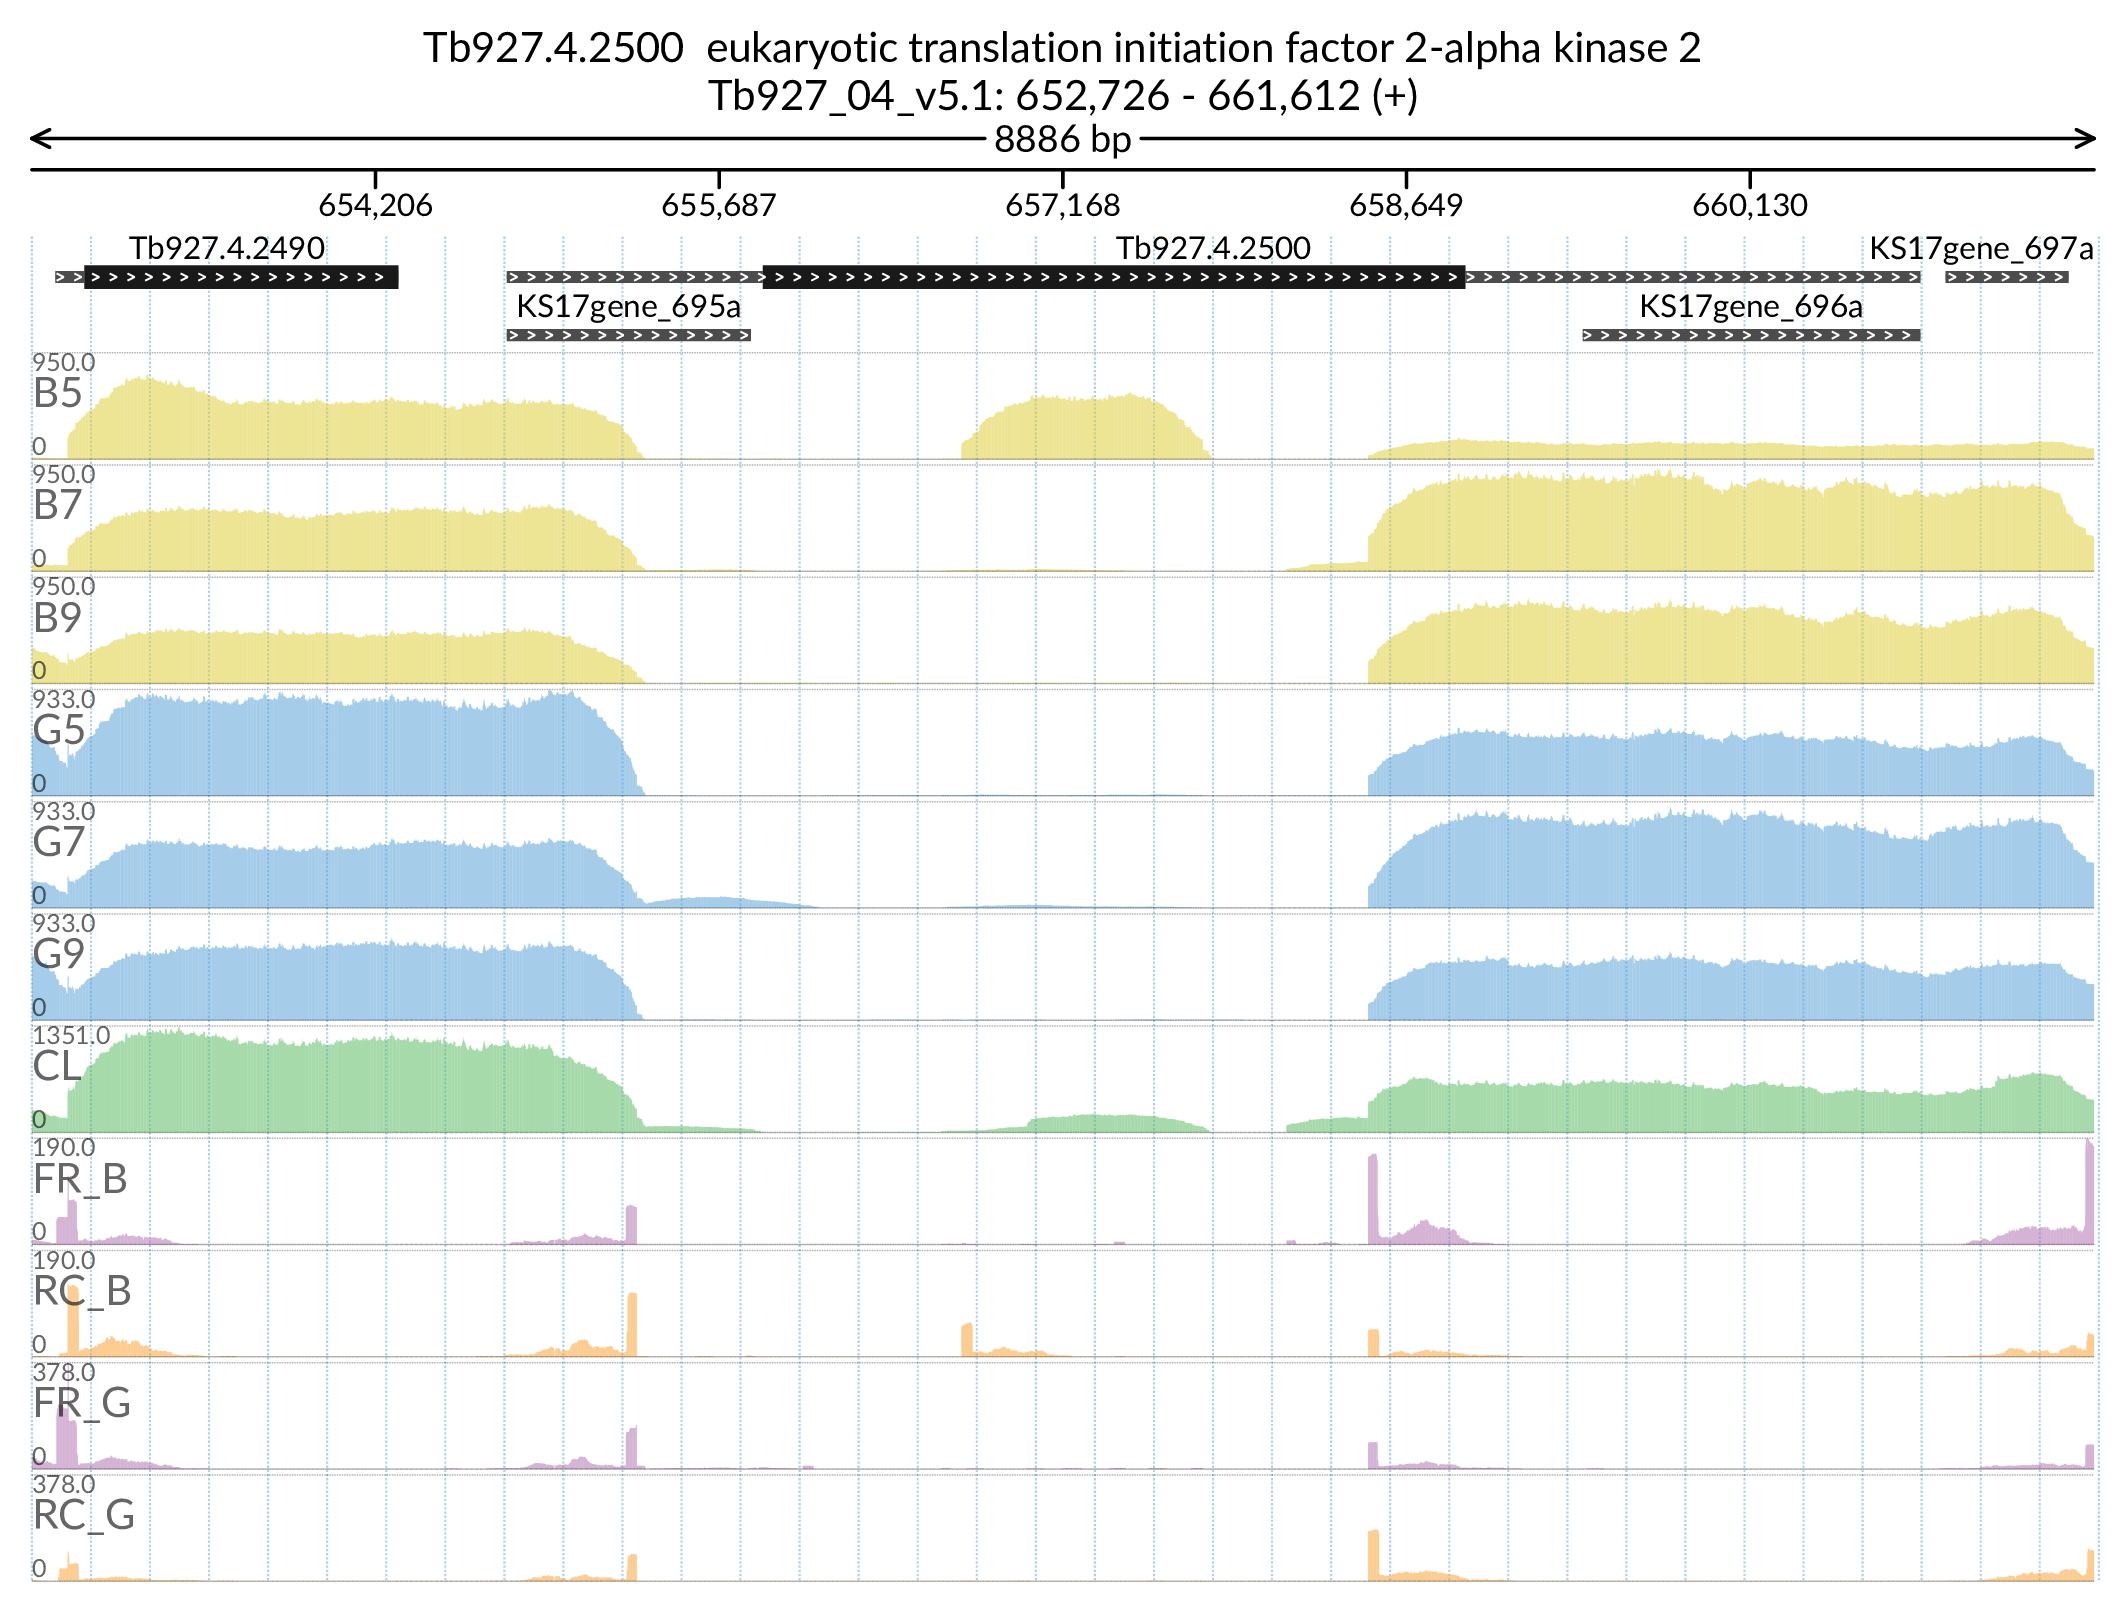 Tb927.4.2500  eukaryotic translation initiation factor 2-alpha kinase 2
Tb927_04_v5.1: 652,726 - 661,612 (+)
8886 bp
654,206 655,687 657,168 658,649 660,130
Tb927.4.2490 Tb927.4.2500 KS17gene_697a
KS17gene_695a KS17gene_696a
950.0
B5
0
950.0
B7
0
950.0
B9
0
933.0
G5
0
933.0
G7
0
933.0
G9
0
1351.0
CL
0
190.0
FR_B
0
190.0
RC_B
0
378.0
FR_G
0
378.0
RC_G
0